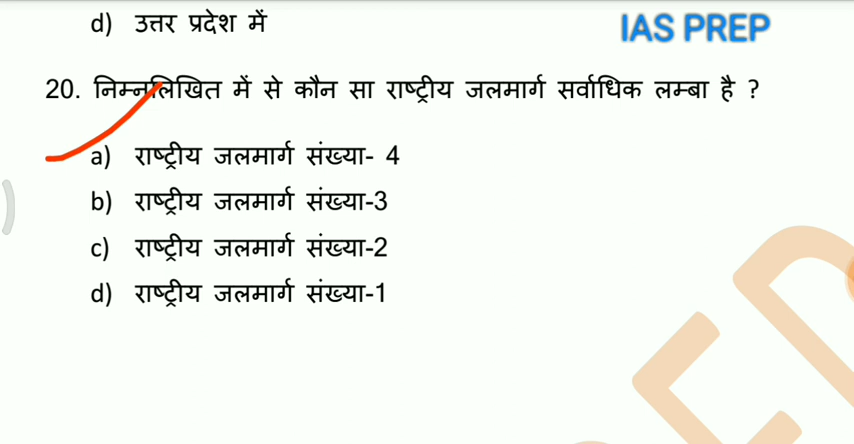 d) उत्तर प्रदेश में
IAS PREP
20. निम्नलिखित में से कौन सा राष्ट्रीय जलमार्ग सर्वाधिक लम्बा है ?
a) राष्ट्रीय जलमार्ग संख्या- 4
b) राष्ट्रीय जलमार्ग संख्या-3
c) राष्ट्रीय जलमार्ग संख्या-2
d) राष्ट्रीय जलमार्ग संख्या-1